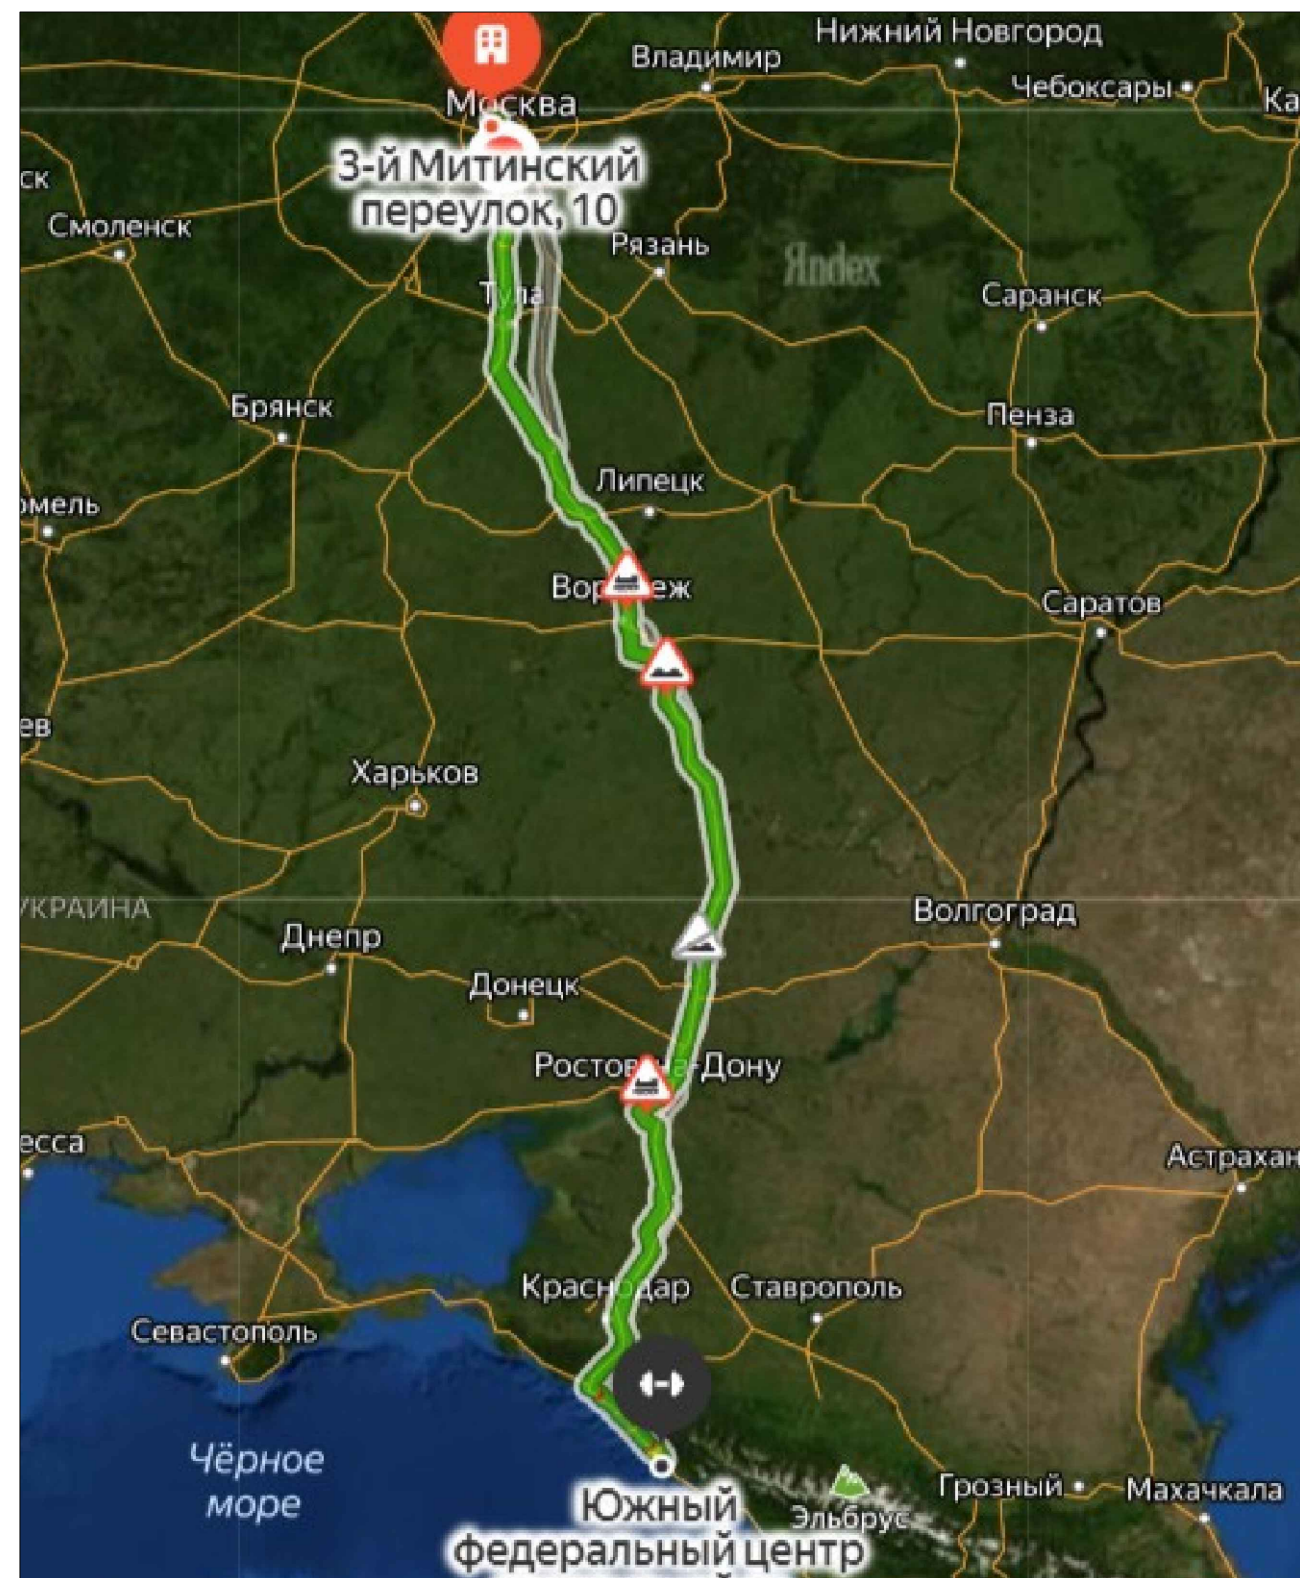 Нижний Новгород
Владимир
Чебоксары
Ка
Москва
3-й Митинский
переулок, 10
ск
Смоленск
Рязань
Яndex
Тула
Саранск
Брянск
Пенза
Липецк
омель
Воронеж
Саратов
ев
Харьков
УКРАИНА
Волгоград
Днепр
Донецк
Ростов-на-Дону
есса
Астрахан
Краснодар
Ставрополь
Севастополь
Чёрное
море
Грозный
Махачкала
Южный
Эльбрус
федеральный центр